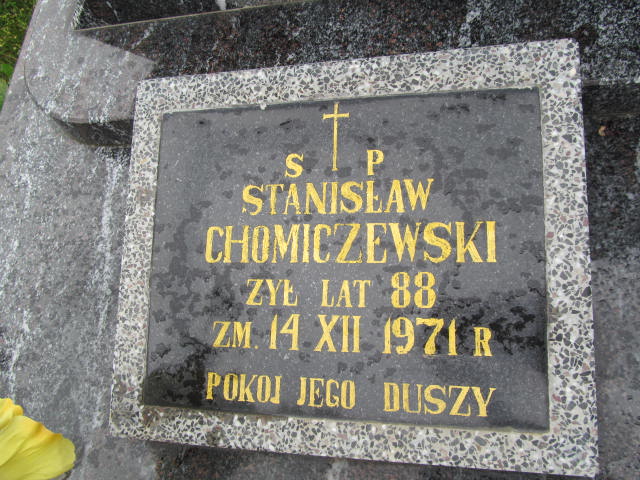 S P
STANISŁAW
CHOMICZEWSKI
ŻYŁ LAT 88
ZM. 14 XII 1971 R
POKOJ JEGO DUSZY